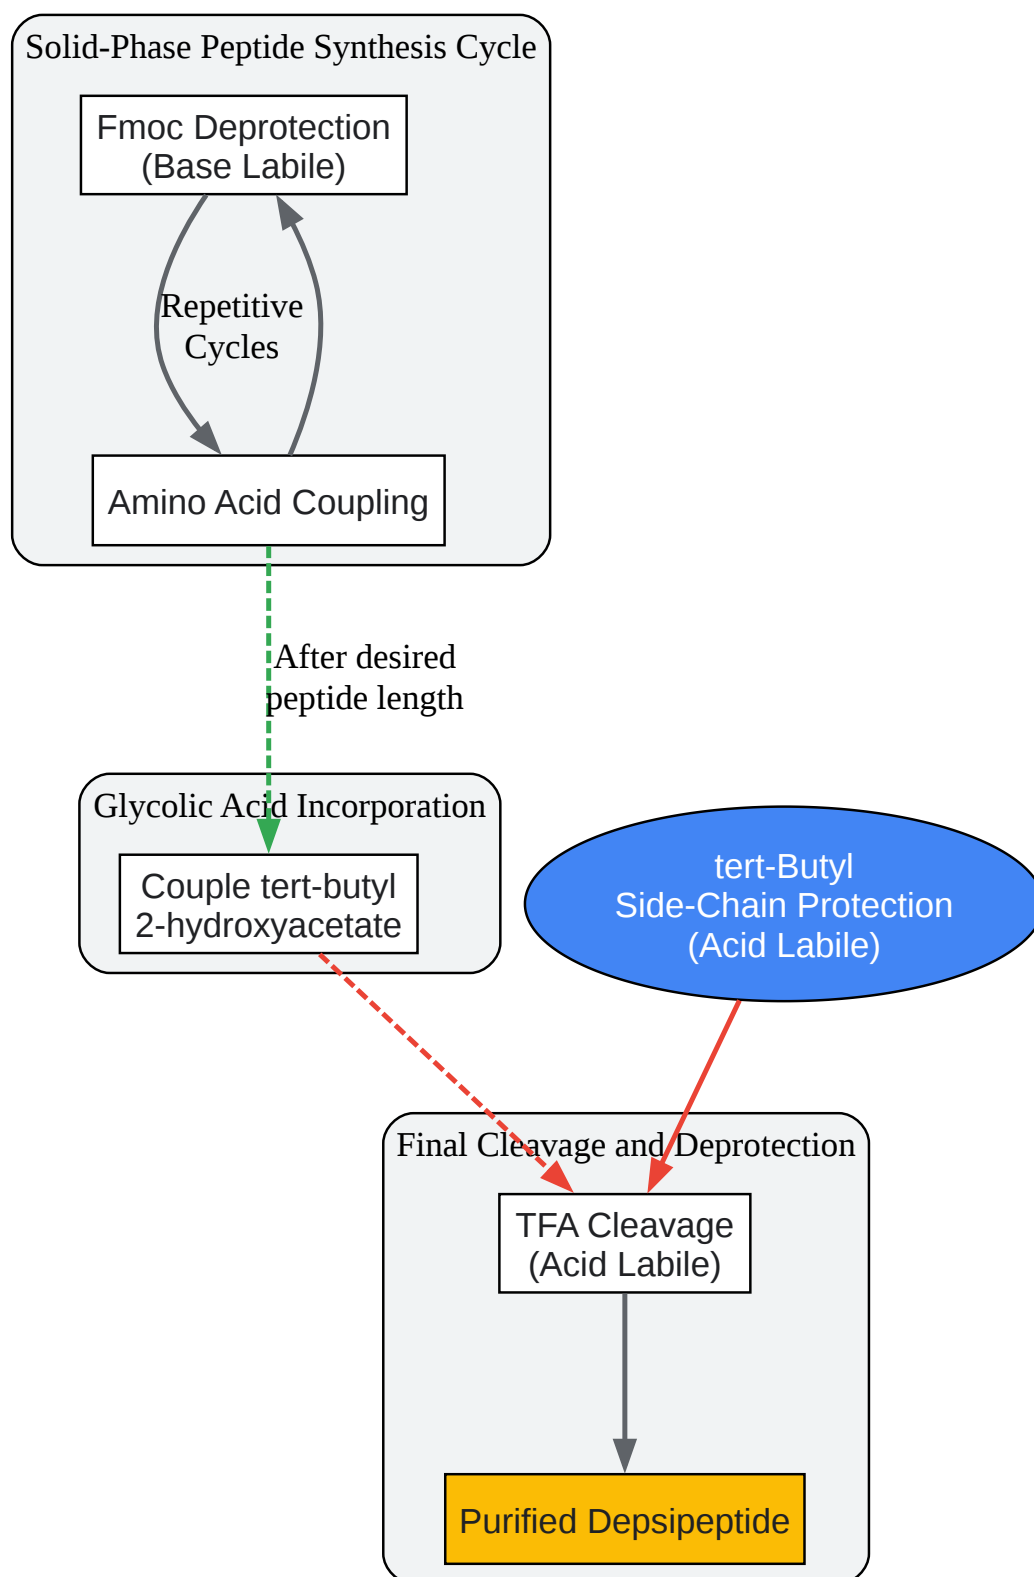 Solid-Phase Peptide Synthesis Cycle
Fmoc Deprotection
(Base Labile)
Repetitive
Cycles
Amino Acid Coupling
After desired
peptide length
Glycolic Acid Incorporation
Couple tert-butyl
2-hydroxyacetate
tert-Butyl
Side-Chain Protection
(Acid Labile)
Final Cleavage and Deprotection
TFA Cleavage
(Acid Labile)
Purified Depsipeptide